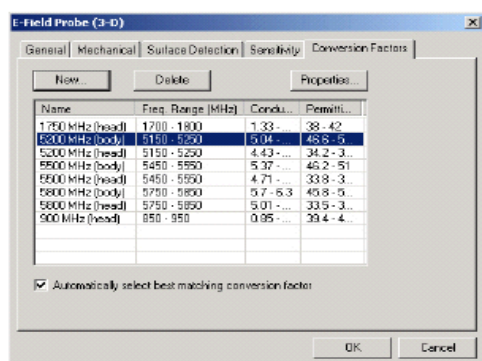 E-Field Probe (3-D)
General Mechanical Surface Detection Sensitivity Conversion Factors
New... Delete Properties...
Name Freq. Range [MHz] Condu... Permitti...
1750 MHz (head) 1700 - 1800 1.33 -... 38 - 42
5200 MHz (body) 5150 - 5250 5.04 -... 46.6 - 5...
5200 MHz (head) 5150 - 5250 4.43 -... 34.2 - 3...
5500 MHz (body) 5450 - 5550 5.37 -... 46.2 - 51
5500 MHz (head) 5450 - 5550 4.71 -... 33.8 - 3...
5800 MHz (body) 5750 - 5850 5.7 - 6.3 45.8 - 5...
5800 MHz (head) 5750 - 5850 5.01 -... 33.5 - 3...
900 MHz (head) 850 - 950 0.85 -... 39.4 - 4...
Automatically select best matching conversion factor
OK Cancel